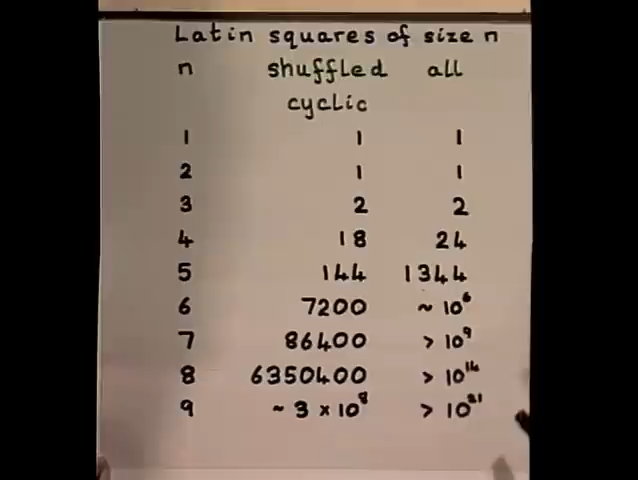 Latin squares of size n
n shuffled cyclic all
1 1 1
2 1 1
3 2 2
4 18 24
5 144 1344
6 7200 ~ 10⁶
7 86400 > 10⁹
8 6350400 > 10¹⁴
9 ~ 3 × 10⁸ > 10²¹